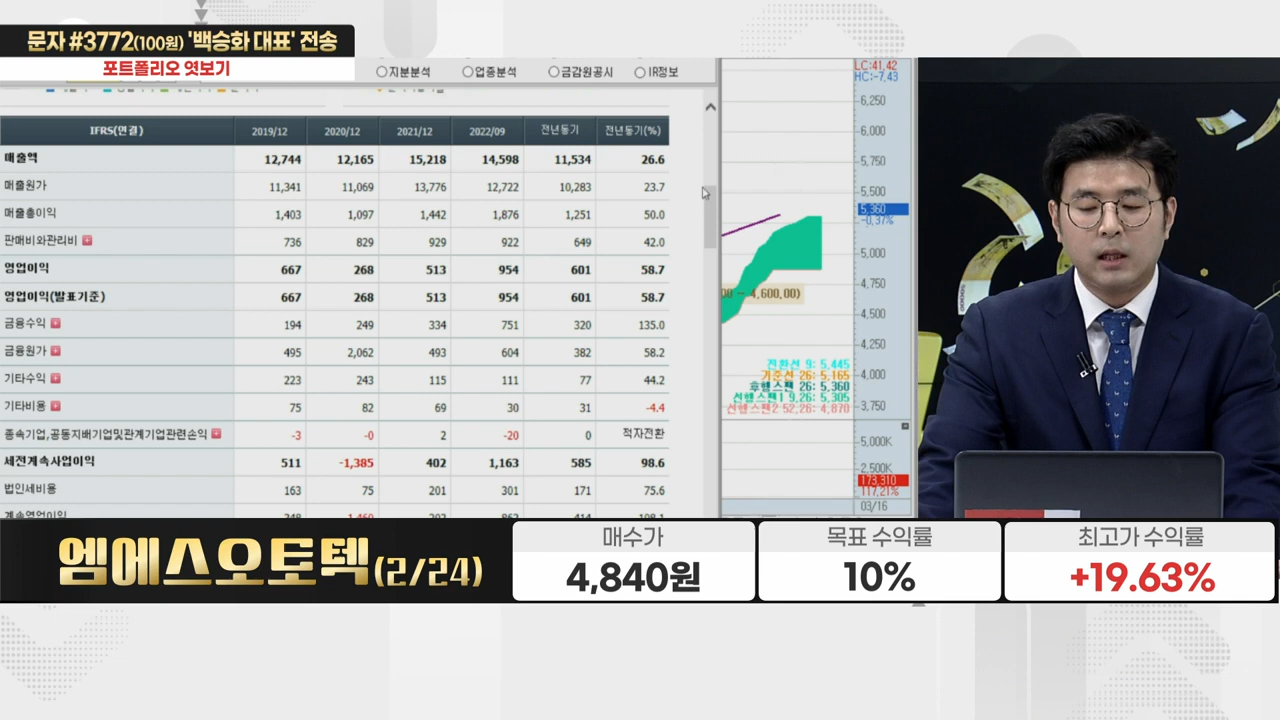 문자 #3772(100원) '백승화 대표' 전송
포트폴리오 엿보기
지분분석 업종분석 금감원공시 IR정보
IFRS(연결) 2019/12 2020/12 2021/12 2022/09 전년동기 전년동기(%)
매출액 12,744 12,165 15,218 14,598 11,534 26.6
매출원가 11,341 11,069 13,776 12,722 10,283 23.7
매출총이익 1,403 1,097 1,442 1,876 1,251 50.0
판매비와관리비 736 829 929 922 649 42.0
영업이익 667 268 513 954 601 58.7
영업이익(발표기준) 667 268 513 954 601 58.7
금융수익 194 249 334 751 320 135.0
금융원가 495 2,062 493 604 382 58.2
기타수익 223 243 115 111 77 44.2
기타비용 75 82 69 30 31 -4.4
종속기업,공동지배기업및관계기업관련손익 -3 -0 2 -20 0 적자전환
세전계속사업이익 511 -1,385 402 1,163 585 98.6
법인세비용 163 75 201 301 171 75.6
LC:41.42
HC:-7.43
6,250
6,000
5,750
5,500
5,360
-0.37%
5,000
4,750
4,600,00)
4,500
4,250
전환선 9: 5,445
기준선 26: 5,165
4,000
후행스팬 26: 5,360
선행스팬1 9,26: 5,305
선행스팬2 52,26: 4,870
3,750
5,000K
2,500K
173,310
117.21%
03/16
엠에스오토텍(2/24)
매수가
4,840원
목표 수익률
10%
최고가 수익률
+19.63%